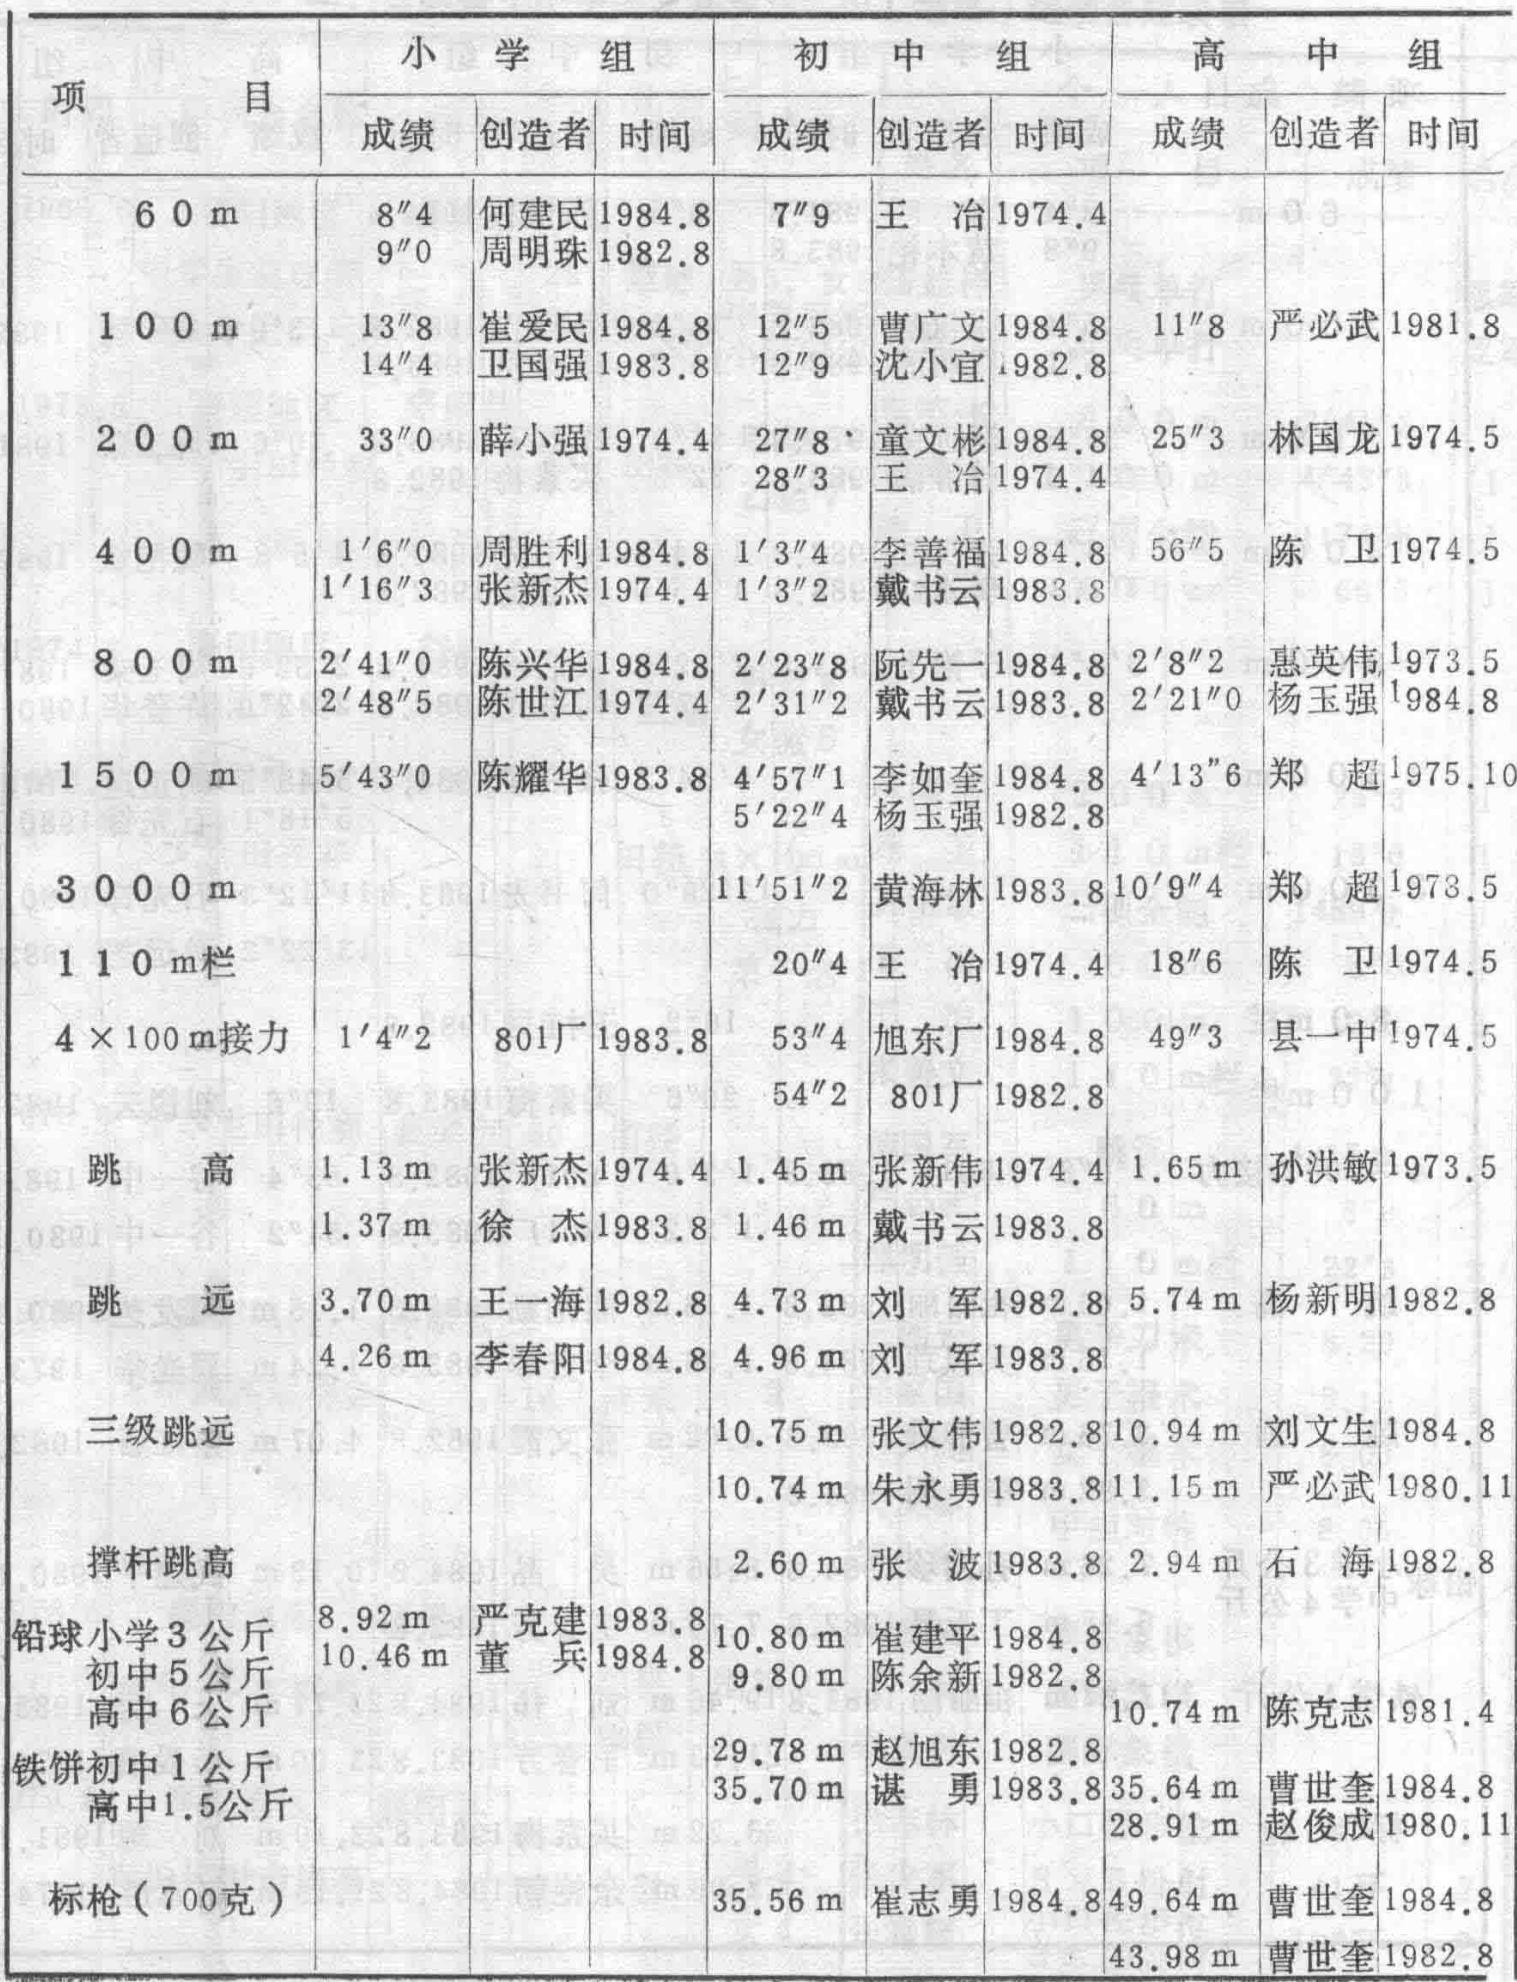 项 目 小 学 组 初 中 组 高 中 组
成绩 创造者 时间 成绩 创造者 时间 成绩 创造者 时间
60m 8″4 何建民 1984.8 7″9 王 冶 1974.4
9″0 周明珠 1982.8
100m 13″8 崔爱民 1984.8 12″5 曹广文 1984.8 11″8 严必武 1981.8
14″4 卫国强 1983.8 12″9 沈小宜 1982.8
200m 33″0 薛小强 1974.4 27″8 童文彬 1984.8 25″3 林国龙 1974.5
28″3 王 冶 1974.4
400m 1′6″0 周胜利 1984.8 1′3″4 李善福 1984.8 56″5 陈 卫 1974.5
1′16″3 张新杰 1974.4 1′3″2 戴书云 1983.8
800m 2′41″0 陈兴华 1984.8 2′23″8 阮先一 1984.8 2′8″2 惠英伟 1973.5
2′48″5 陈世江 1974.4 2′31″2 戴书云 1983.8 2′21″0 杨玉强 1984.8
1500m 5′43″0 陈耀华 1983.8 4′57″1 李如奎 1984.8 4′13″6 郑 超 1975.10
5′22″4 杨玉强 1982.8
3000m 11′51″2 黄海林 1983.8 10′9″4 郑 超 1973.5
110m栏 20″4 王 冶 1974.4 18″6 陈 卫 1974.5
4×100m接力 1′4″2 801厂 1983.8 53″4 旭东厂 1984.8 49″3 县一中 1974.5
54″2 801厂 1982.8
跳 高 1.13m 张新杰 1974.4 1.45m 张新伟 1974.4 1.65m 孙洪敏 1973.5
1.37m 徐 杰 1983.8 1.46m 戴书云 1983.8
跳 远 3.70m 王一海 1982.8 4.73m 刘 军 1982.8 5.74m 杨新明 1982.8
4.26m 李春阳 1984.8 4.96m 刘 军 1983.8
三级跳远 10.75m 张文伟 1982.8 10.94m 刘文生 1984.8
10.74m 朱永勇 1983.8 11.15m 严必武 1980.11
撑杆跳高 2.60m 张 波 1983.8 2.94m 石 海 1982.8
铅球小学3公斤 8.92m 严克建 1983.8 10.80m 崔建平 1984.8
初中5公斤 10.46m 董 兵 1984.8 9.80m 陈余新 1982.8
高中6公斤 10.74m 陈克志 1981.4
铁饼初中1公斤 29.78m 赵旭东 1982.8
高中1.5公斤 35.70m 谌 勇 1983.8 35.64m 曹世奎 1984.8
28.91m 赵俊成 1980.11
标枪(700克) 35.56m 崔志勇 1984.8 49.64m 曹世奎 1984.8
43.98m 曹世奎 1982.8